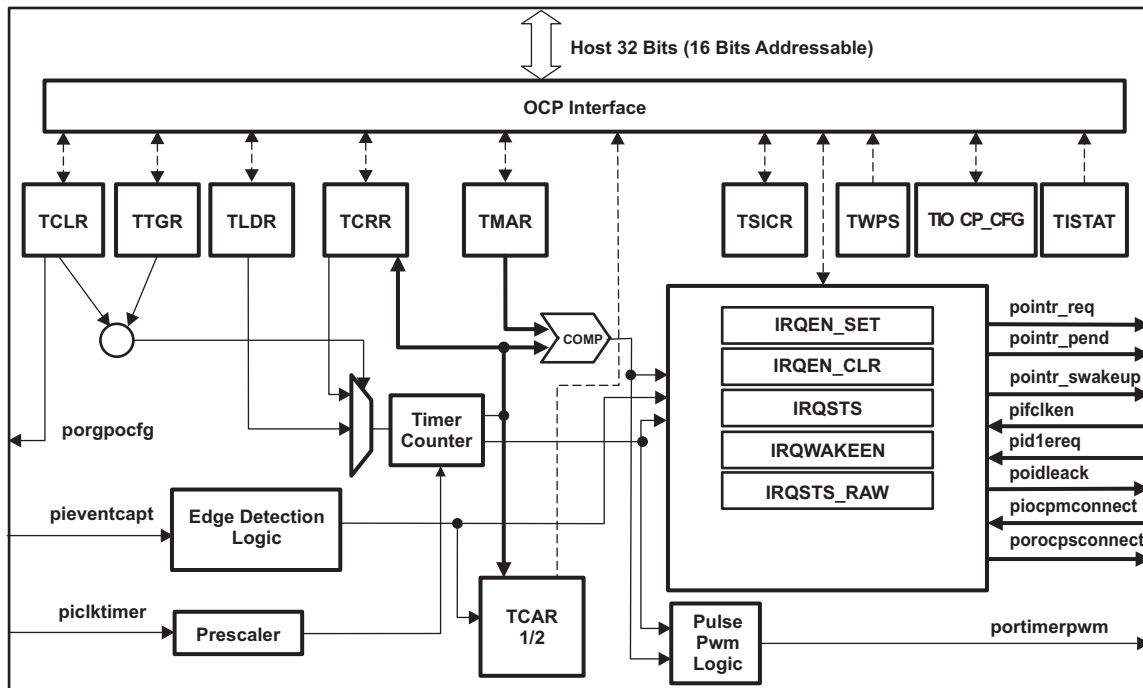 Host 32 Bits (16 Bits Addressable)
OCP Interface
TCLR
TTGR
TLDR
TCRR
TMAR
TSICR
TWPS
TIO CP_CFG
TISTAT
IRQEN_SET
IRQEN_CLR
IRQSTS
IRQWAKEEN
IRQSTS_RAW
pointr_req
pointr_pend
pointr_swakeup
pifclken
pid1ereq
poidleack
piocpmconnect
porocpsconnect
COMP
Timer
Counter
porgpocfg
pieventcapt
Edge Detection
Logic
piclktimer
Prescaler
TCAR
1/2
Pulse
Pwm
Logic
portimerpwm